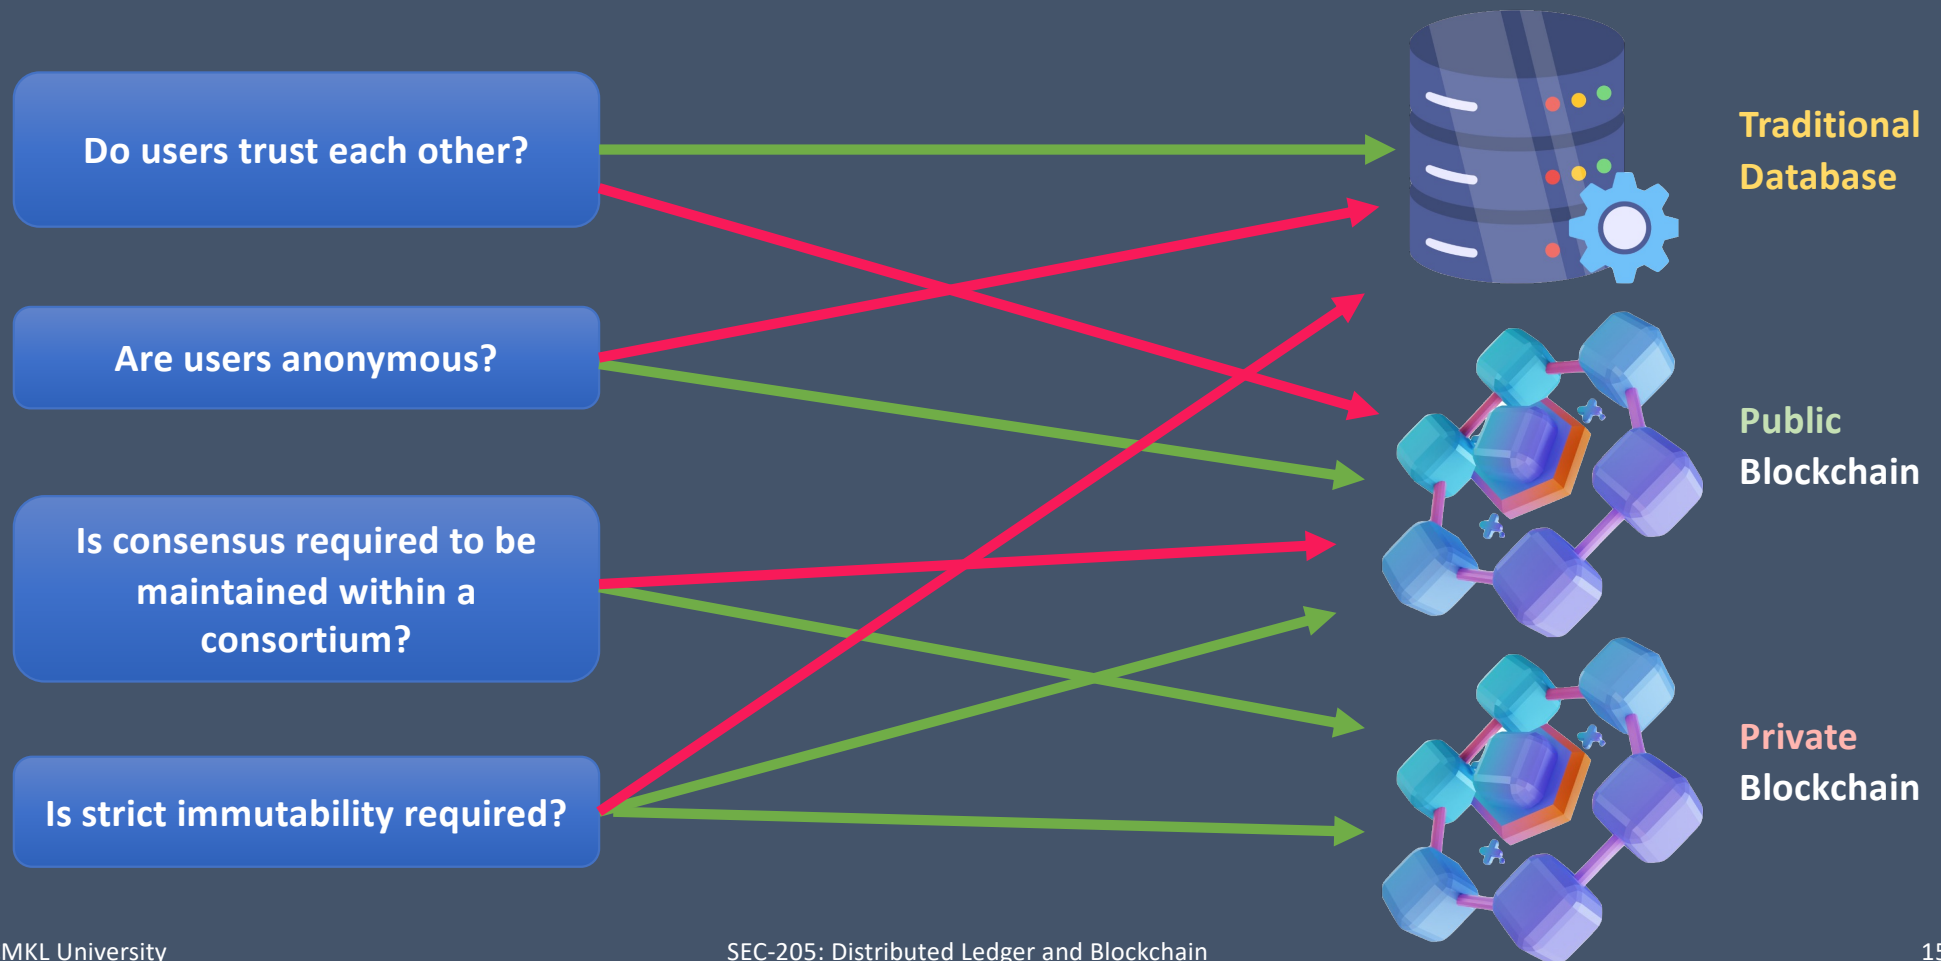 Do users trust each other?
Are users anonymous?
Is consensus required to be
maintained within a
consortium?
Is strict immutability required?
Traditional
Database
Public
Blockchain
Private
Blockchain
MKL University
SEC-205: Distributed Ledger and Blockchain
15